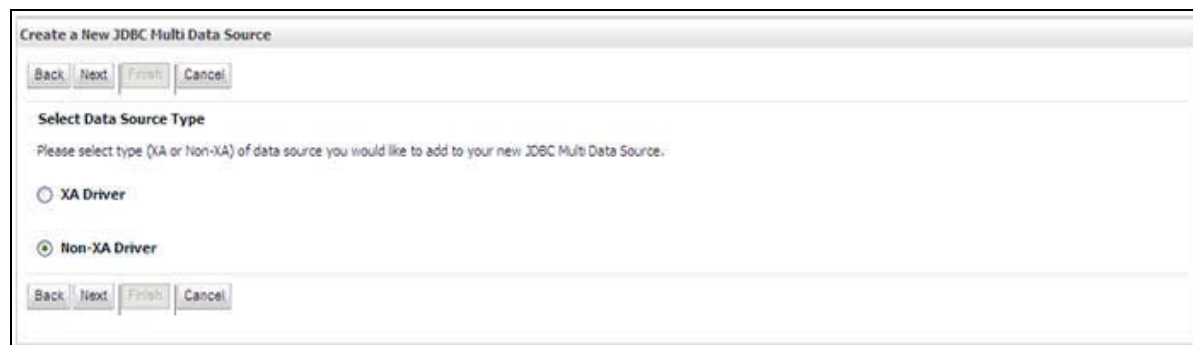 Create a New JDBC Multi Data Source
Back Next Finish Cancel
Select Data Source Type
Please select type (XA or Non-XA) of data source you would like to add to your new JDBC Multi Data Source.
XA Driver
Non-XA Driver
Back Next Finish Cancel